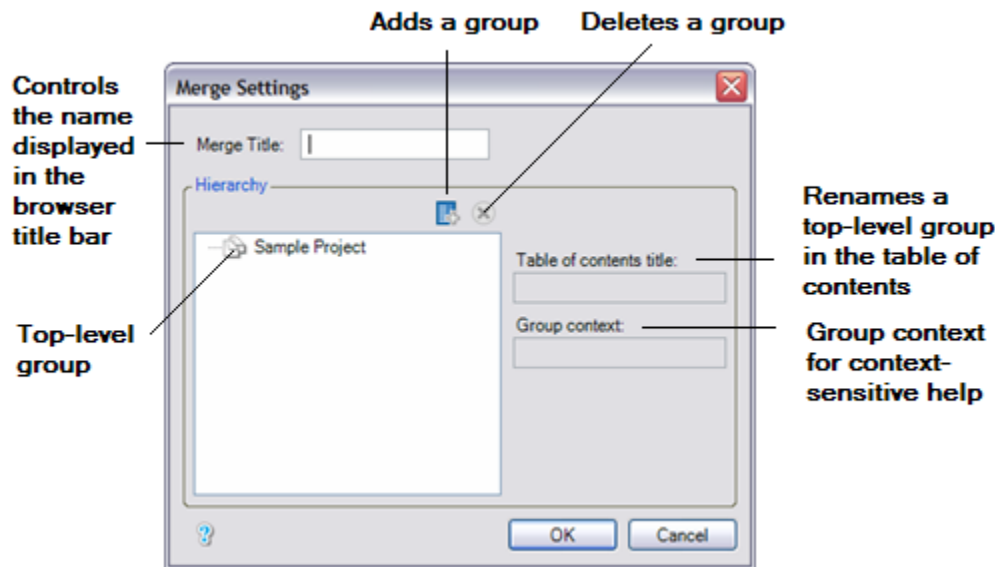 Adds a group
Deletes a group
Controls
the name
displayed
in the
browser
title bar
Merge Settings
Merge Title:
Hierarchy
Sample Project
Table of contents title:
Group context:
Renames a
top-level group
in the table of
contents
Top-level
group
Group context
for context-
sensitive help
?
OK
Cancel